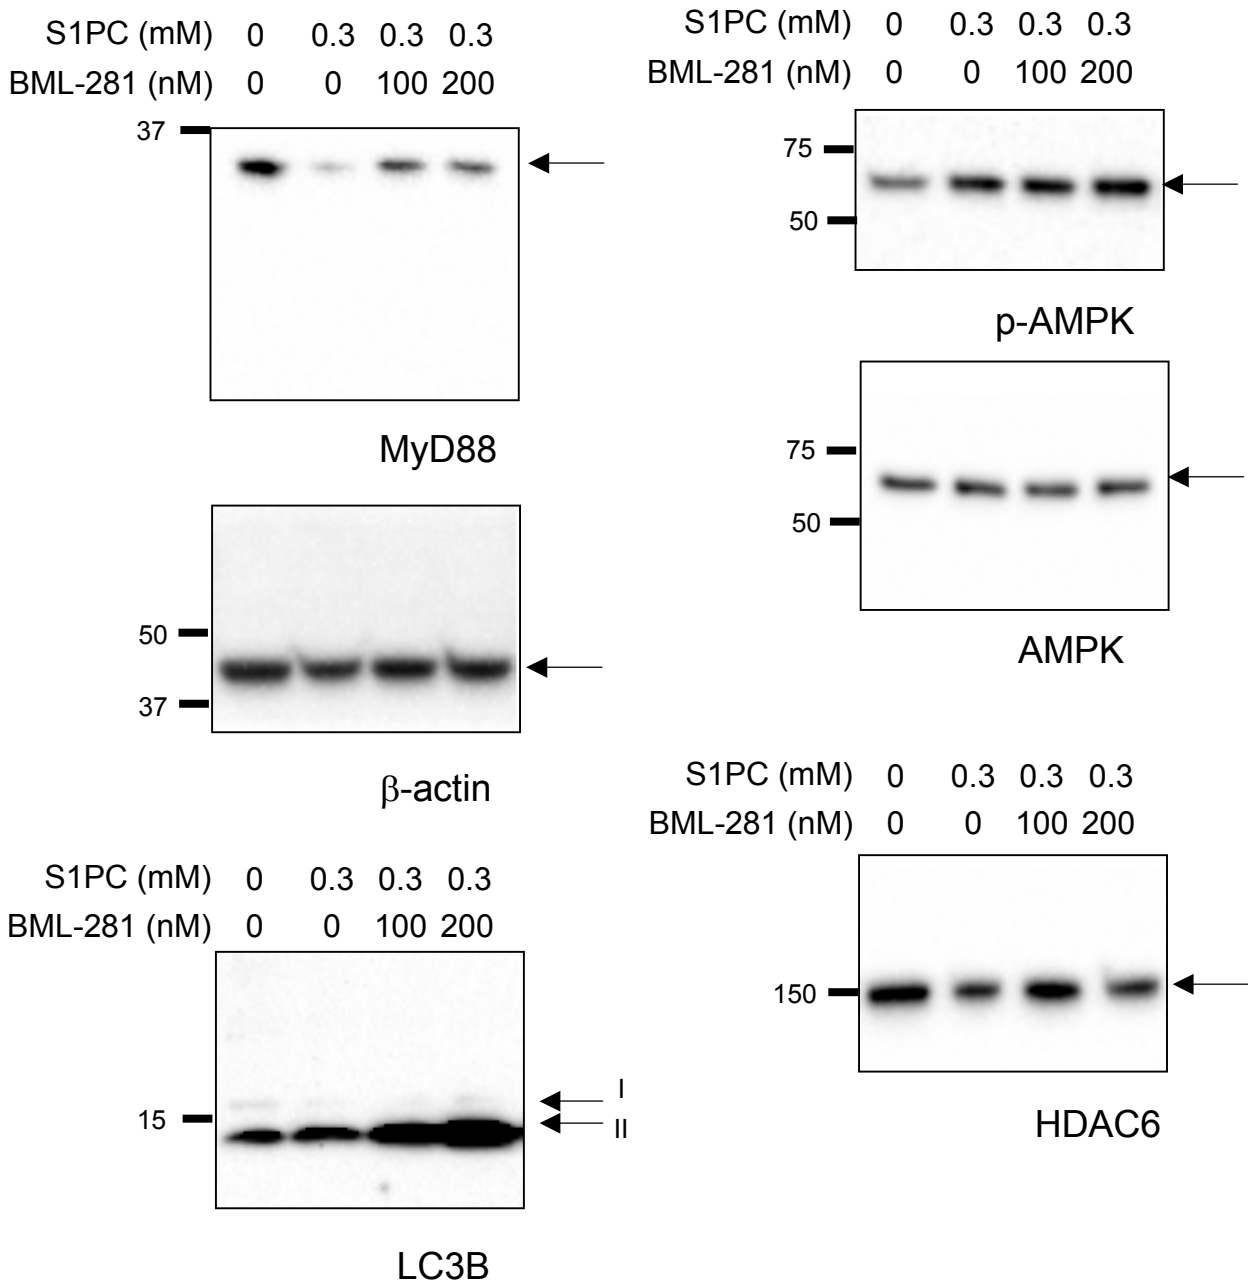 S1PC (mM) 0 0.3 0.3 0.3
BML-281 (nM) 0 0 100 200
37
MyD88
50
37
β-actin
S1PC (mM) 0 0.3 0.3 0.3
BML-281 (nM) 0 0 100 200
15
I
II
LC3B
S1PC (mM) 0 0.3 0.3 0.3
BML-281 (nM) 0 0 100 200
75
50
p-AMPK
75
50
AMPK
S1PC (mM) 0 0.3 0.3 0.3
BML-281 (nM) 0 0 100 200
150
HDAC6